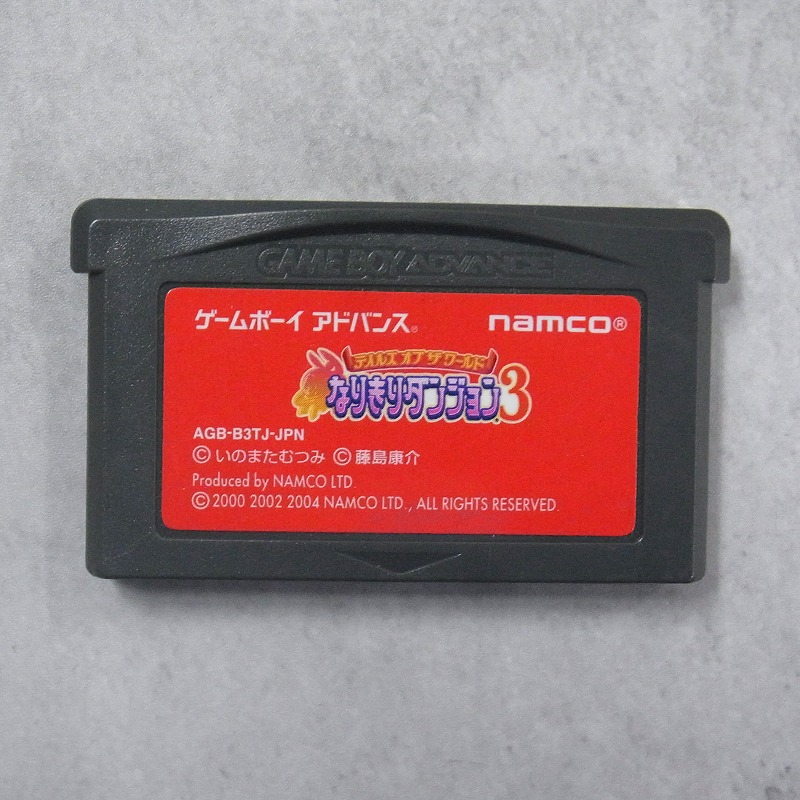 GAME BOY ADVANCE
ゲームボーイ アドバンス® namco®
テイルズ オブ ザ ワールド
なりきりダンジョン3
AGB-B3TJ-JPN
© いのまたむつみ © 藤島康介
Produced by NAMCO LTD.
© 2000 2002 2004 NAMCO LTD., ALL RIGHTS RESERVED.